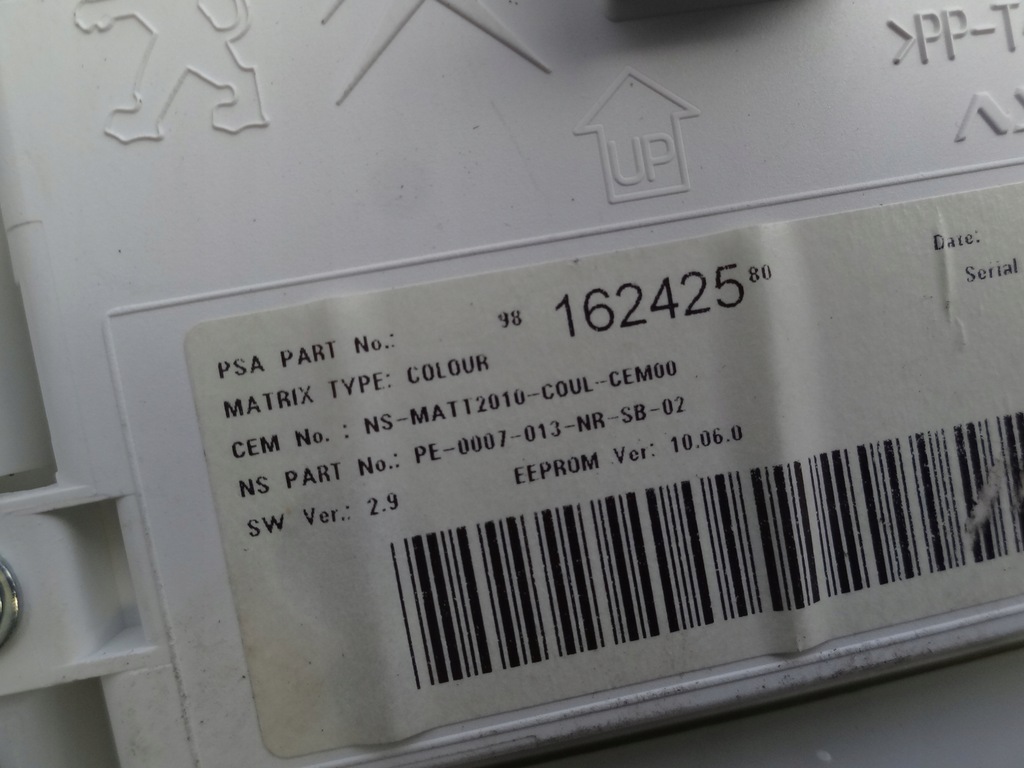 >PP-T
UP
Date:
Serial
PSA PART No.: 98 162425 80
MATRIX TYPE: COLOUR
CEM No. : NS-MATT2010-COUL-CEM00
NS PART No.: PE-0007-013-NR-SB-02
SW Ver.: 2.9 EEPROM Ver: 10.06.0